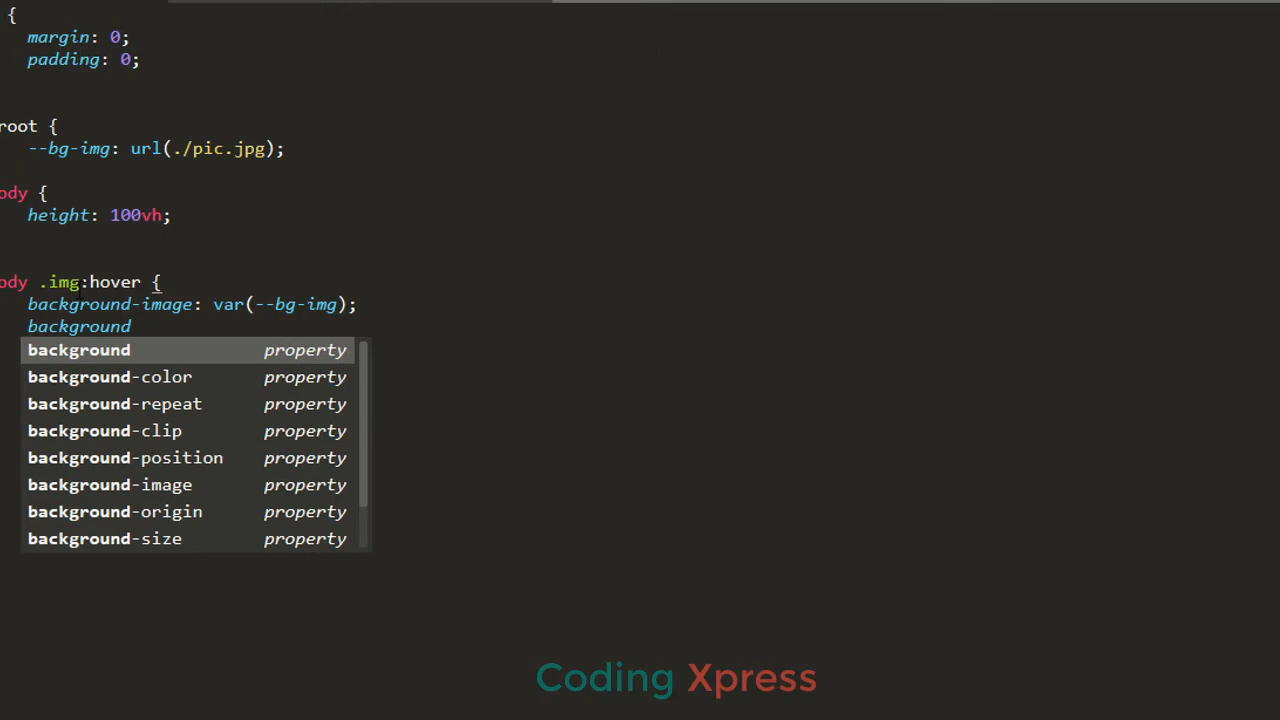 {
margin: 0;
padding: 0;
root {
--bg-img: url(./pic.jpg);
ody {
height: 100vh;
ody .img:hover {
background-image: var(--bg-img);
background
background property
background-color property
background-repeat property
background-clip property
background-position property
background-image property
background-origin property
background-size property
Coding Xpress